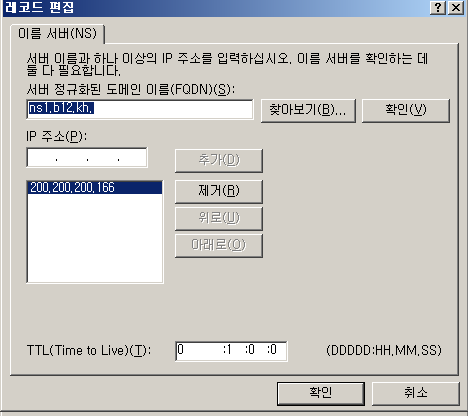 레코드 편집
이름 서버(NS)
서버 이름과 하나 이상의 IP 주소를 입력하십시오. 이름 서버를 확인하는 데
둘 다 필요합니다.
서버 정규화된 도메인 이름(FQDN)(S):
ns1.b12.kh.
찾아보기(B)...
확인(V)
IP 주소(P):
. . .
추가(D)
200.200.200.166
제거(R)
위로(U)
아래로(O)
TTL(Time to Live)(T):
0 :1 :0 :0
(DDDDD:HH.MM.SS)
확인
취소